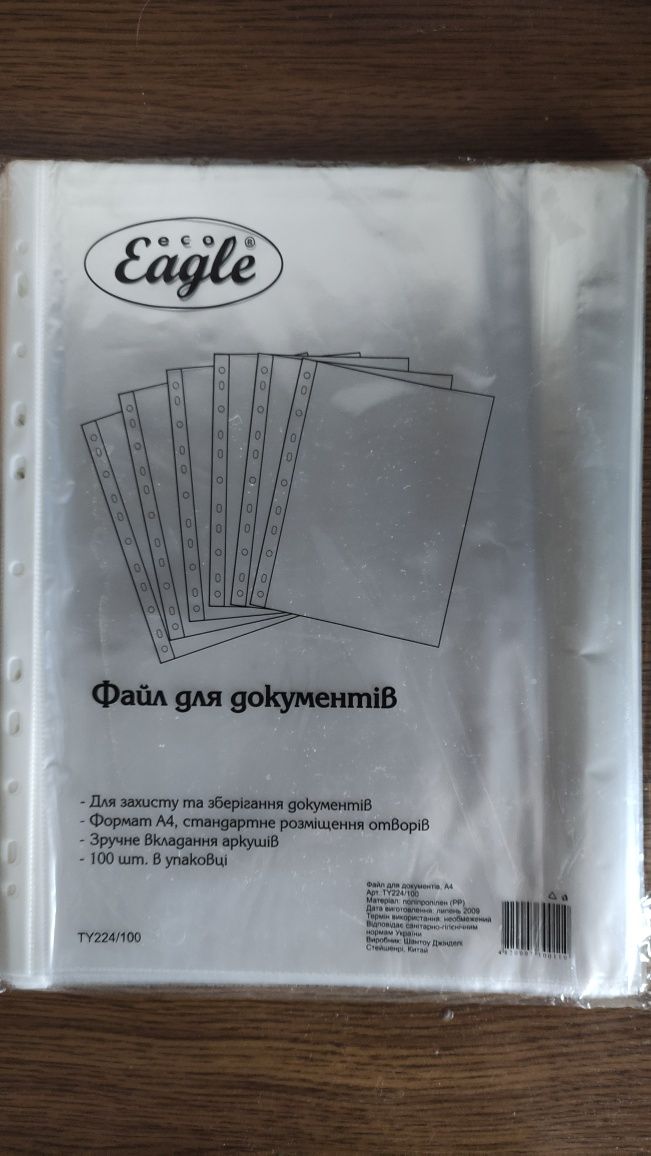 eco ®
Eagle
Файл для документів
- Для захисту та зберігання документів
- Формат А4, стандартне розміщення отворів
- Зручне вкладання аркушів
- 100 шт. в упаковці
TY224/100
Файл для документів, А4
Арт. TY224/100
Матеріал: поліпропілен (PP)
Дата виготовлення: липень 2009
Термін використання: необмежений
Відповідає санітарно-гігієнічним
нормам України
Виробник: Шантоу Джінделі
Стейшенрі, Китай